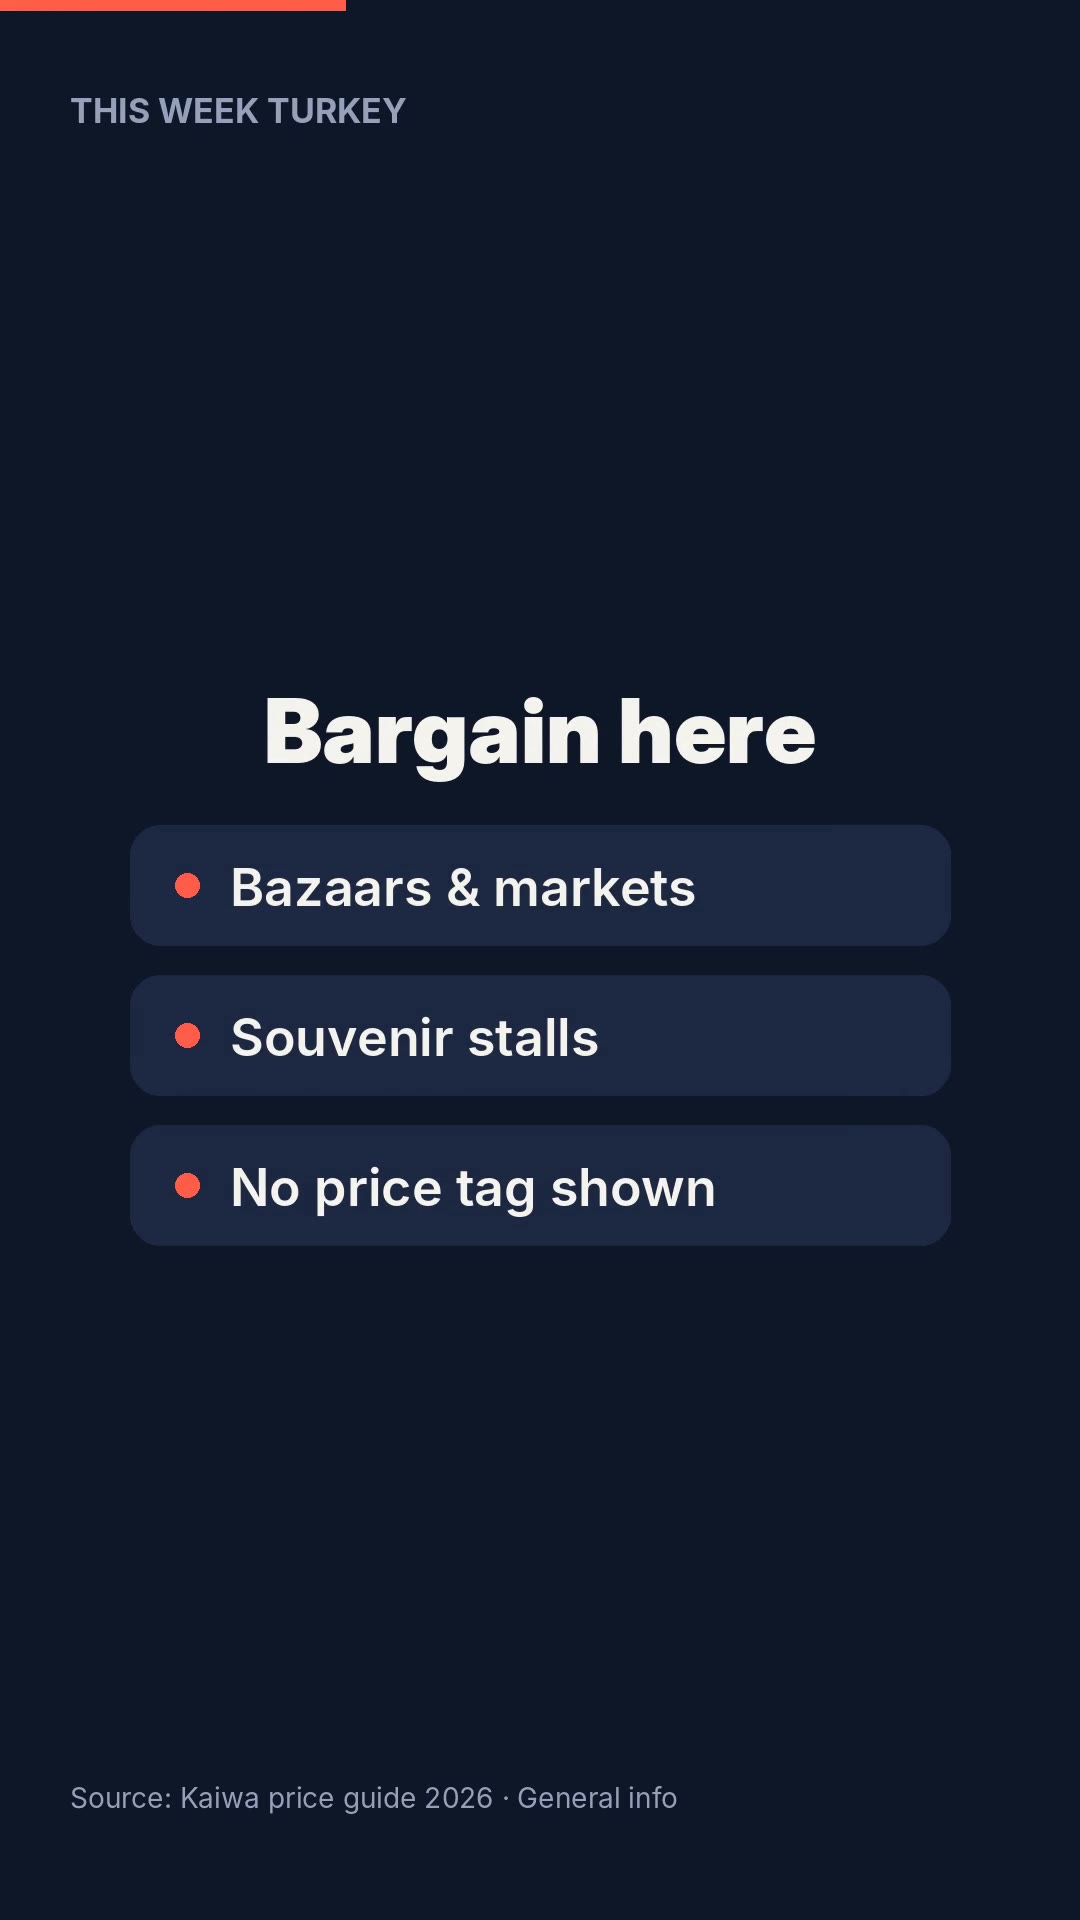 THIS WEEK TURKEY
Bargain here
Bazaars & markets
Souvenir stalls
No price tag shown
Source: Kaiwa price guide 2026 · General info